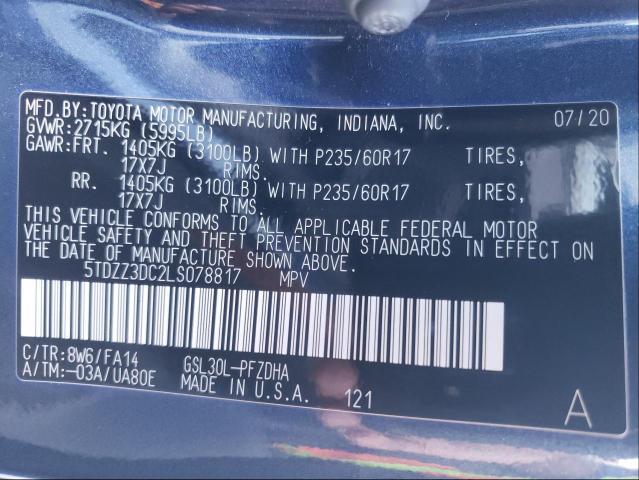 MFD.BY:TOYOTA MOTOR MANUFACTURING, INDIANA, INC. 07/20
GVWR:2715KG (5995LB)
GAWR:FRT. 1405KG (3100LB) WITH P235/60R17 TIRES,
17X7J RIMS.
RR. 1405KG (3100LB) WITH P235/60R17 TIRES,
17X7J RIMS.
THIS VEHICLE CONFORMS TO ALL APPLICABLE FEDERAL MOTOR
VEHICLE SAFETY AND THEFT PREVENTION STANDARDS IN EFFECT ON
THE DATE OF MANUFACTURE SHOWN ABOVE.
5TDZZ3DC2LS078817 MPV
C/TR:8W6/FA14 GSL30L-PFZDHA
A/TM:-03A/UA80E MADE IN U.S.A. 121 A